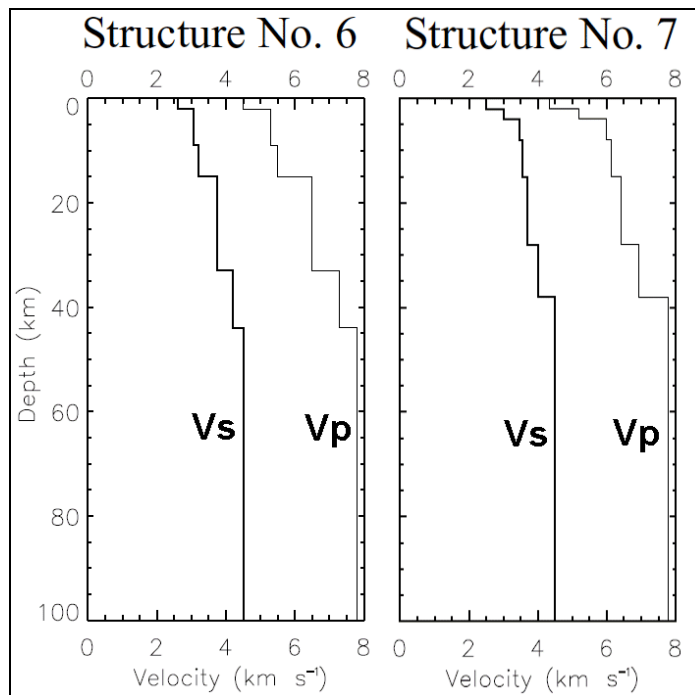 Structure No. 6
Structure No. 7
0 2 4 6 8
0 2 4 6 8
0
20
40
60
80
100
Depth (km)
Vs
Vp
Vs
Vp
0 2 4 6 8
0 2 4 6 8
Velocity (km s⁻¹)
Velocity (km s⁻¹)